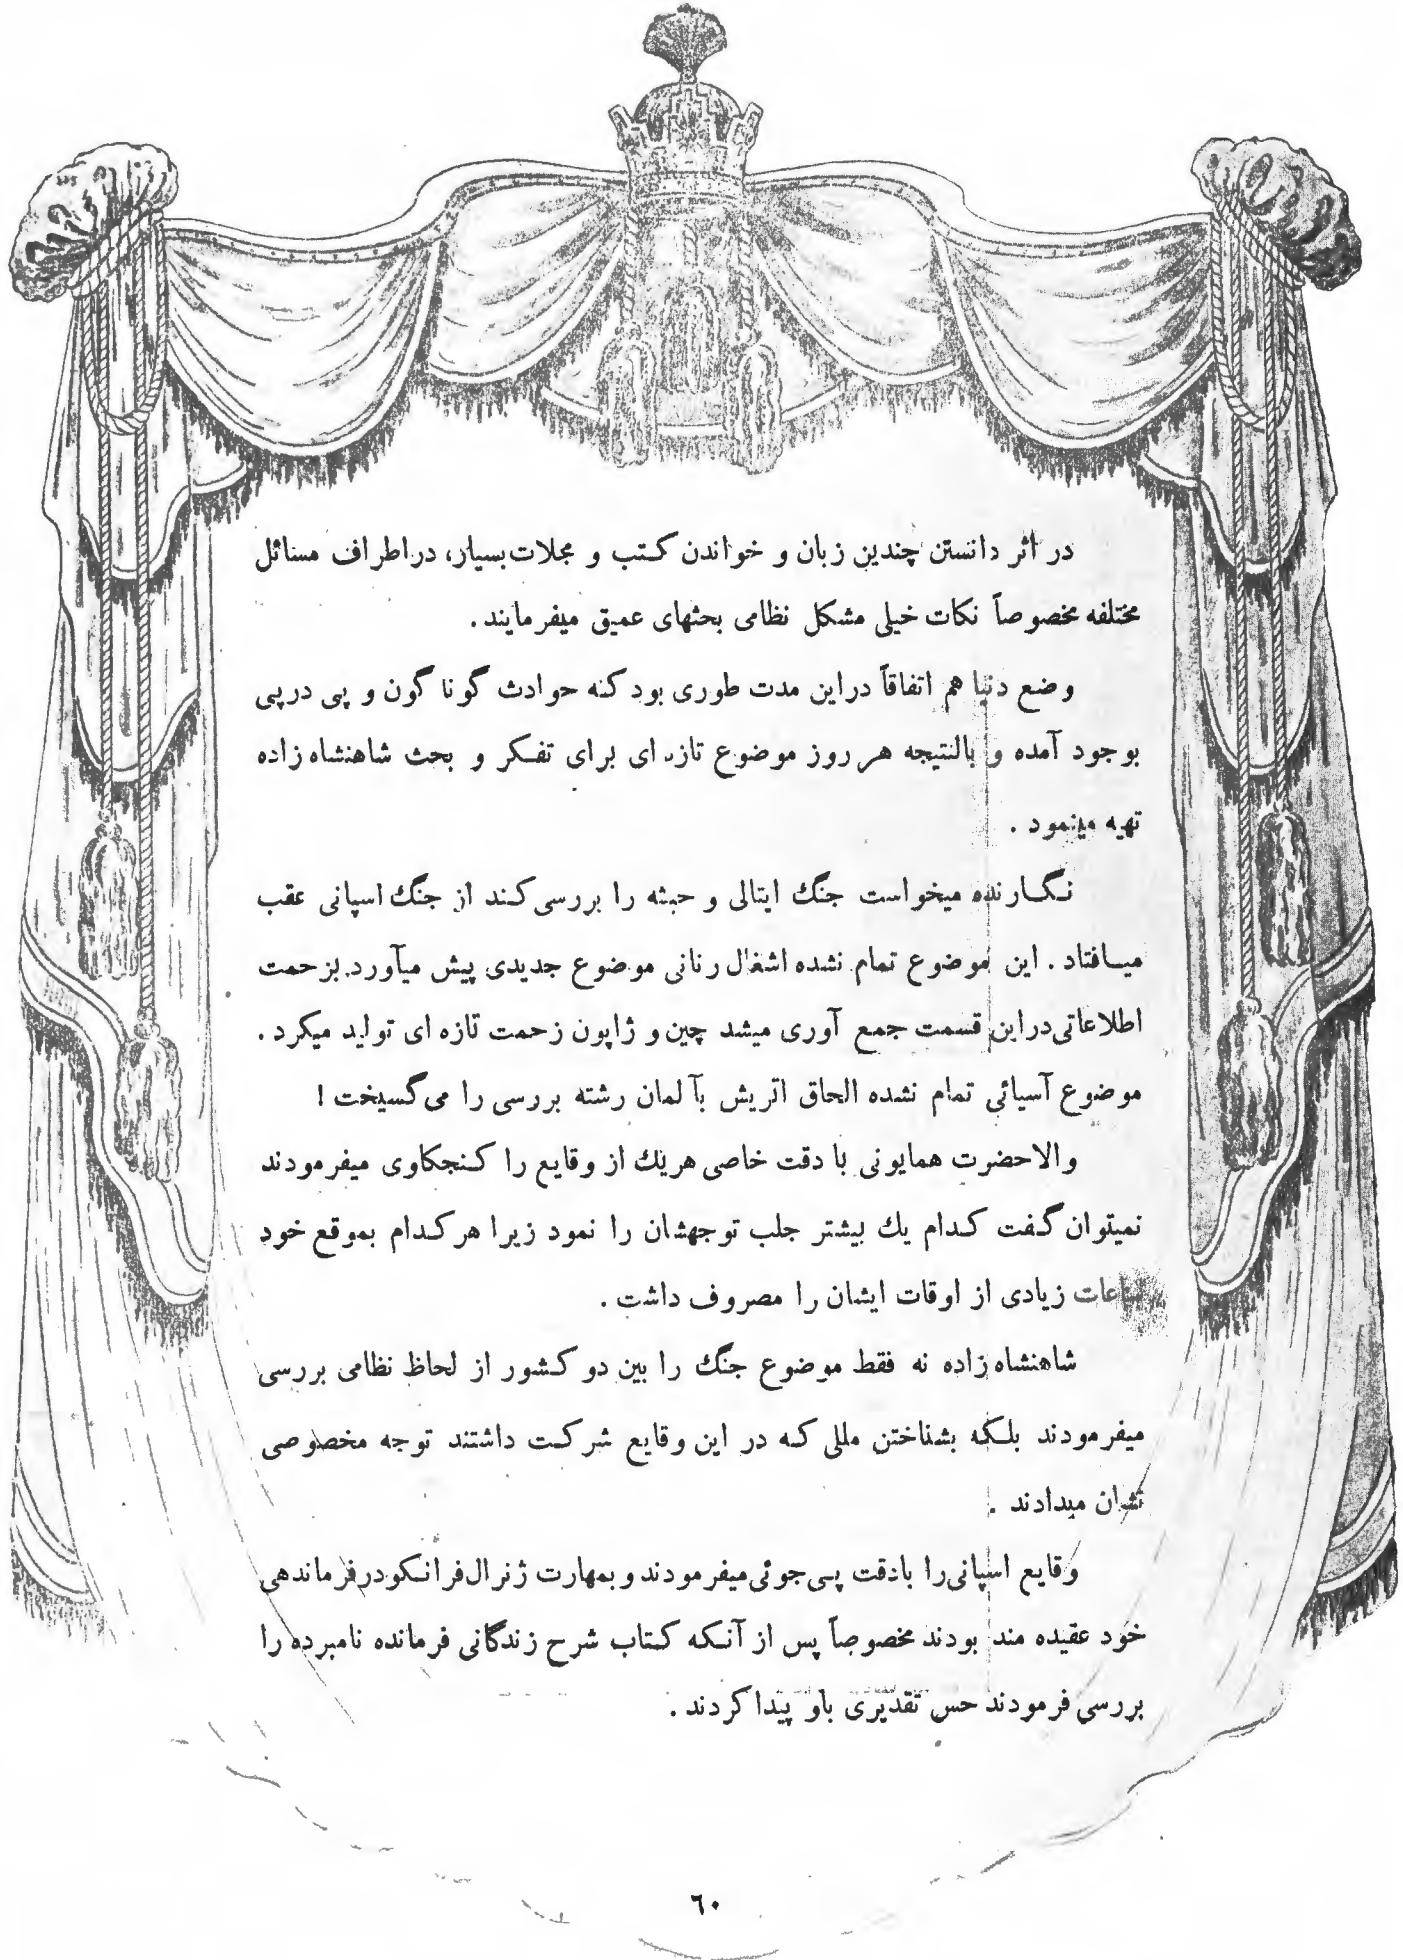 در اثر دانستن چندین زبان و خواندن کتب و مجلات بسیار، در اطراف مسائل
مختلفه مخصوصاً نکات خیلی مشکل نظامی بحثهای عمیق میفرمایند.
وضع دنیا هم اتفاقاً در این مدت طوری بود که حوادث گوناگون و پی درپی
بوجود آمده و بالنتیجه هر روز موضوع تازه ای برای تفکر و بحث شاهنشاه زاده
تهیه مینمود.
نگارنده میخواست جنگ ایتالی و حبشه را بررسی کند از جنگ اسپانی عقب
میافتاد. این موضوع تمام نشده اشغال رنانی موضوع جدیدی پیش میآورد. بزحمت
اطلاعاتی در این قسمت جمع آوری میشد چین و ژاپون زحمت تازه ای تولید میکرد.
موضوع آسیائی تمام نشده الحاق اتریش بآلمان رشته بررسی را می گسیخت!
والاحضرت همایونی با دقت خاصی هریك از وقایع را کنجکاوی میفرمودند
نمیتوان گفت کدام یك بیشتر جلب توجهشان را نمود زیرا هرکدام بموقع خود
ساعات زیادی از اوقات ایشان را مصروف داشت.
شاهنشاه زاده نه فقط موضوع جنگ را بین دو کشور از لحاظ نظامی بررسی
میفرمودند بلکه بشناختن مللی که در این وقایع شرکت داشتند توجه مخصوصی
نشان میدادند.
وقایع اسپانی را بادقت پی جوئی میفرمودند و بمهارت ژنرال فرانکو در فرماندهی
خود عقیده مند بودند مخصوصاً پس از آنکه کتاب شرح زندگانی فرمانده نامبرده را
بررسی فرمودند حس تقدیری باو پیدا کردند.
٦٠